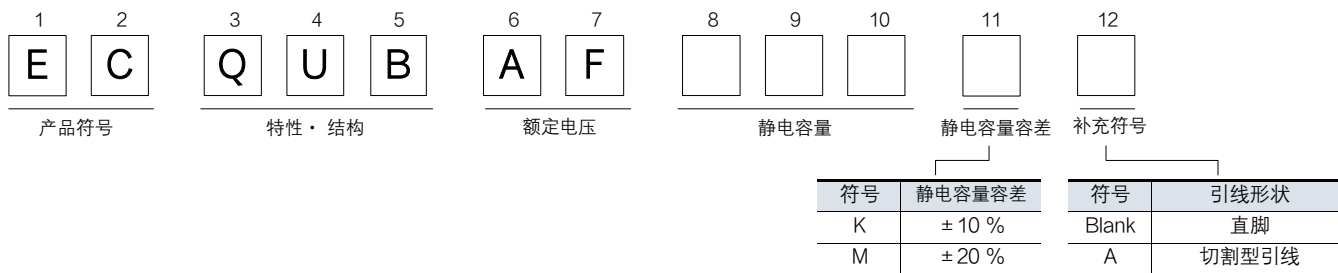 1 2 3 4 5 6 7 8 9 10 11 12
E C Q U B A F
产品符号 特性・结构 额定电压 静电容量 静电容量容差 补充符号
符号 静电容量容差 符号 引线形状
K ±10 % Blank 直脚
M ±20 % A 切割型引线